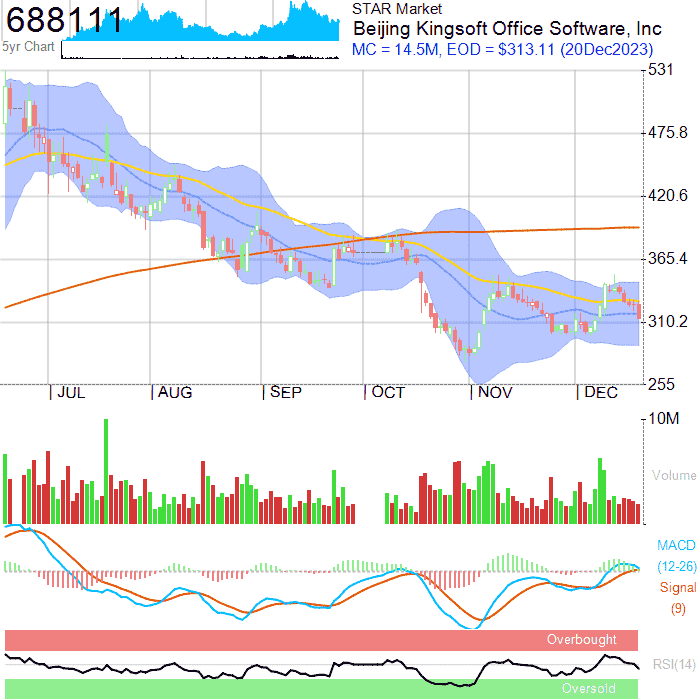 688111
STAR Market
Beijing Kingsoft Office Software, Inc
5yr Chart
MC = 14.5M, EOD = $313.11 (20Dec2023)
531
475.8
420.6
365.4
310.2
255
JUL AUG SEP OCT NOV DEC
10M
Volume
MACD
(12-26)
Signal
(9)
Overbought
RSI(14)
Oversold